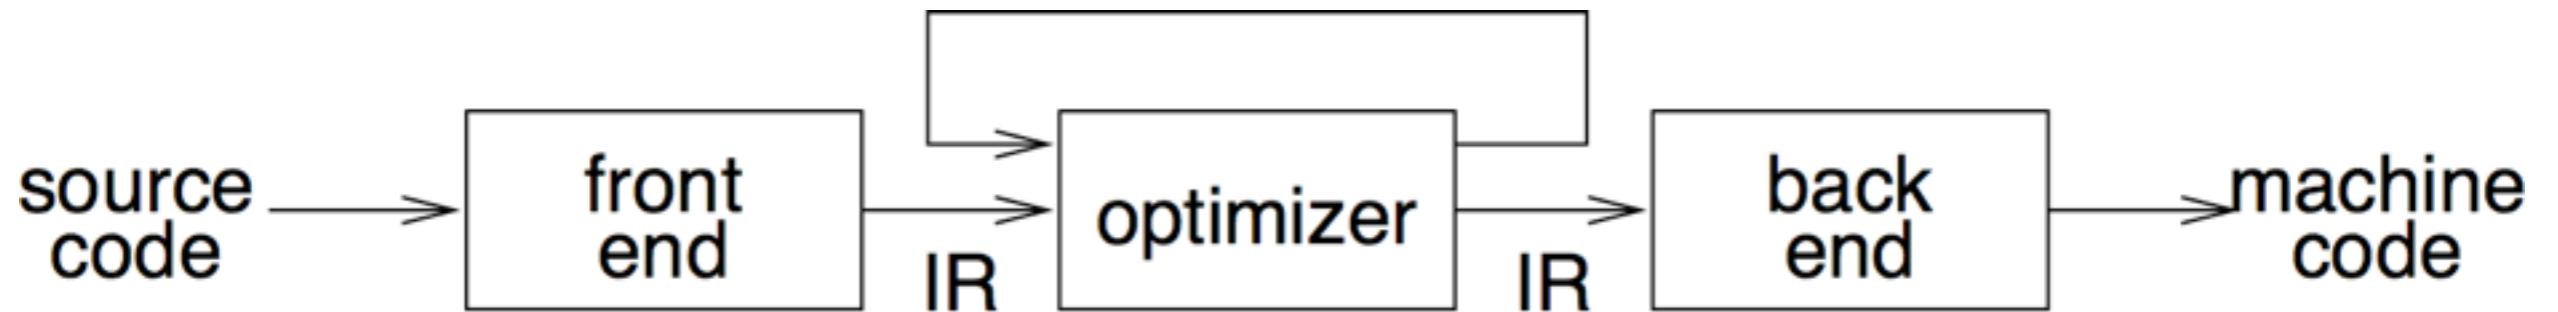 source
code
front
end
IR
optimizer
IR
back
end
machine
code